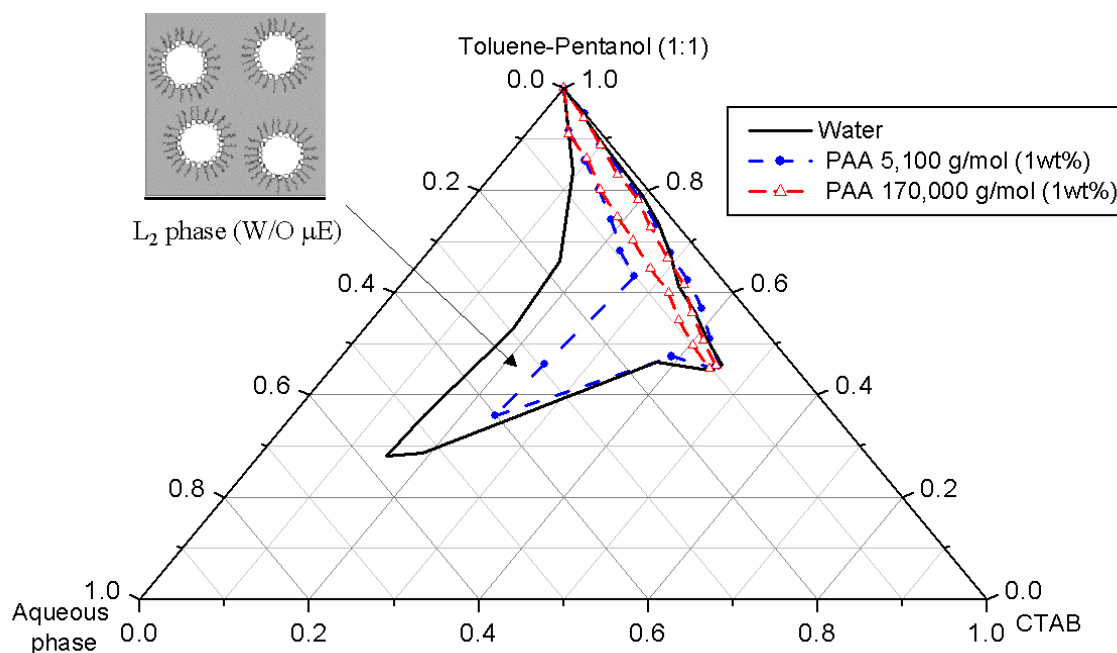 Toluene-Pentanol (1:1)
0.0 1.0
Water
PAA 5,100 g/mol (1wt%)
PAA 170,000 g/mol (1wt%)
L₂ phase (W/O µE)
0.2 0.8
0.4 0.6
0.6 0.4
0.8 0.2
1.0 0.0
Aqueous
phase
CTAB
0.0 0.2 0.4 0.6 0.8 1.0